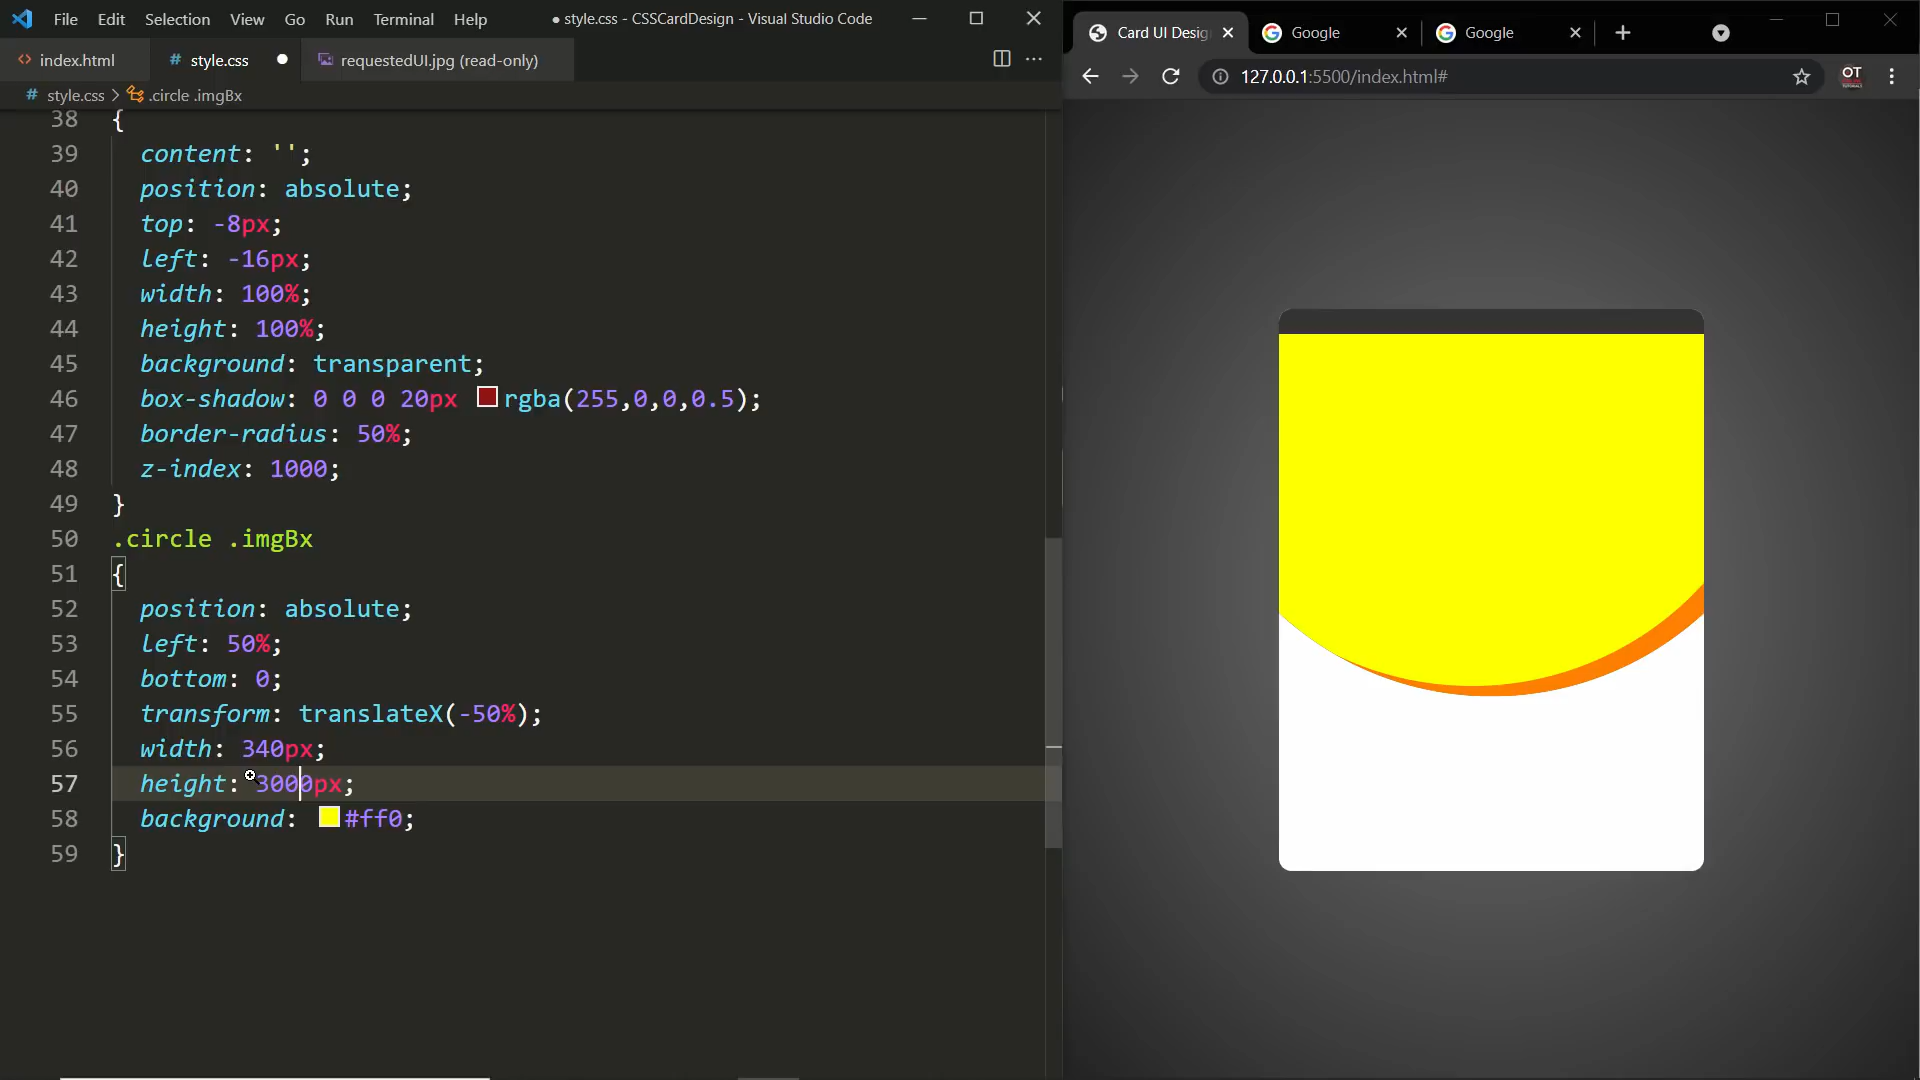 File Edit Selection View Go Run Terminal Help ● style.css - CSSCardDesign - Visual Studio Code
index.html # style.css ● requestedUI.jpg (read-only) ···
# style.css > .circle .imgBx
38 {
39 content: '';
40 position: absolute;
41 top: -8px;
42 left: -16px;
43 width: 100%;
44 height: 100%;
45 background: transparent;
46 box-shadow: 0 0 0 20px rgba(255,0,0,0.5);
47 border-radius: 50%;
48 z-index: 1000;
49 }
50 .circle .imgBx
51 {
52 position: absolute;
53 left: 50%;
54 bottom: 0;
55 transform: translateX(-50%);
56 width: 340px;
57 height: 3000px;
58 background: #ff0;
59 }
Card UI Desig Google Google
127.0.0.1:5500/index.html#
OT